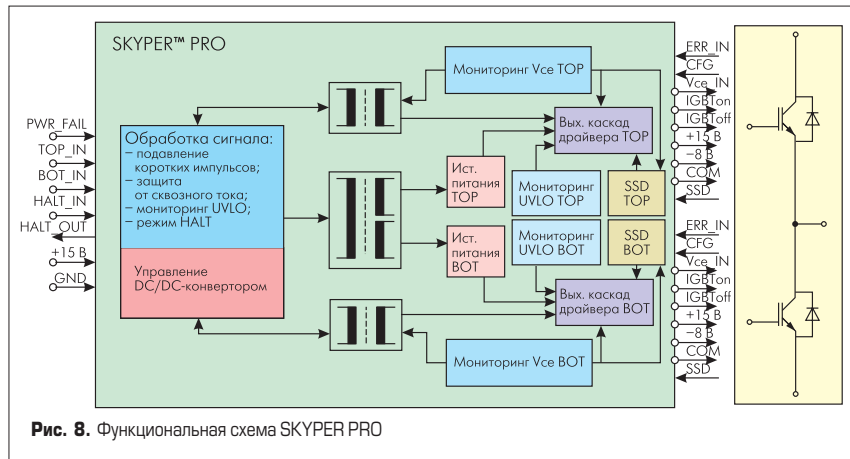 SKYPER™ PRO
PWR_FAIL
TOP_IN
BOT_IN
HALT_IN
HALT_OUT
+15 В
GND
Обработка сигнала:
– подавление
коротких импульсов;
– защита
от сквозного тока;
– мониторинг UVLO;
– режим HALT
Управление
DC/DC-конвертором
Мониторинг Vce TOP
Вых. каскад
драйвера TOP
Ист.
питания
TOP
Мониторинг
UVLO TOP
SSD
TOP
Ист.
питания
BOT
Мониторинг
UVLO BOT
SSD
BOT
Вых. каскад
драйвера BOT
Мониторинг Vce BOT
ERR_IN
CFG
Vce_IN
IGBTon
IGBToff
+15 В
–8 В
COM
SSD
ERR_IN
CFG
Vce_IN
IGBTon
IGBToff
+15 В
–8 В
COM
SSD
Рис. 8. Функциональная схема SKYPER PRO